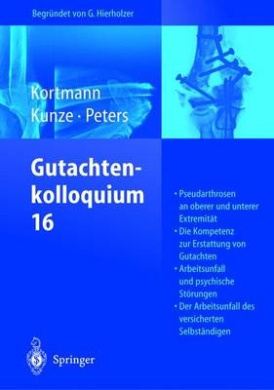 Begründet von G. Hierholzer
Kortmann
Kunze · Peters
Gutachten-
kolloquium
16
• Pseudarthrosen
an oberer und unterer
Extremität
• Die Kompetenz
zur Erstattung von
Gutachten
• Arbeitsunfall
und psychische
Störungen
• Der Arbeitsunfall des
versicherten
Selbständigen
Springer